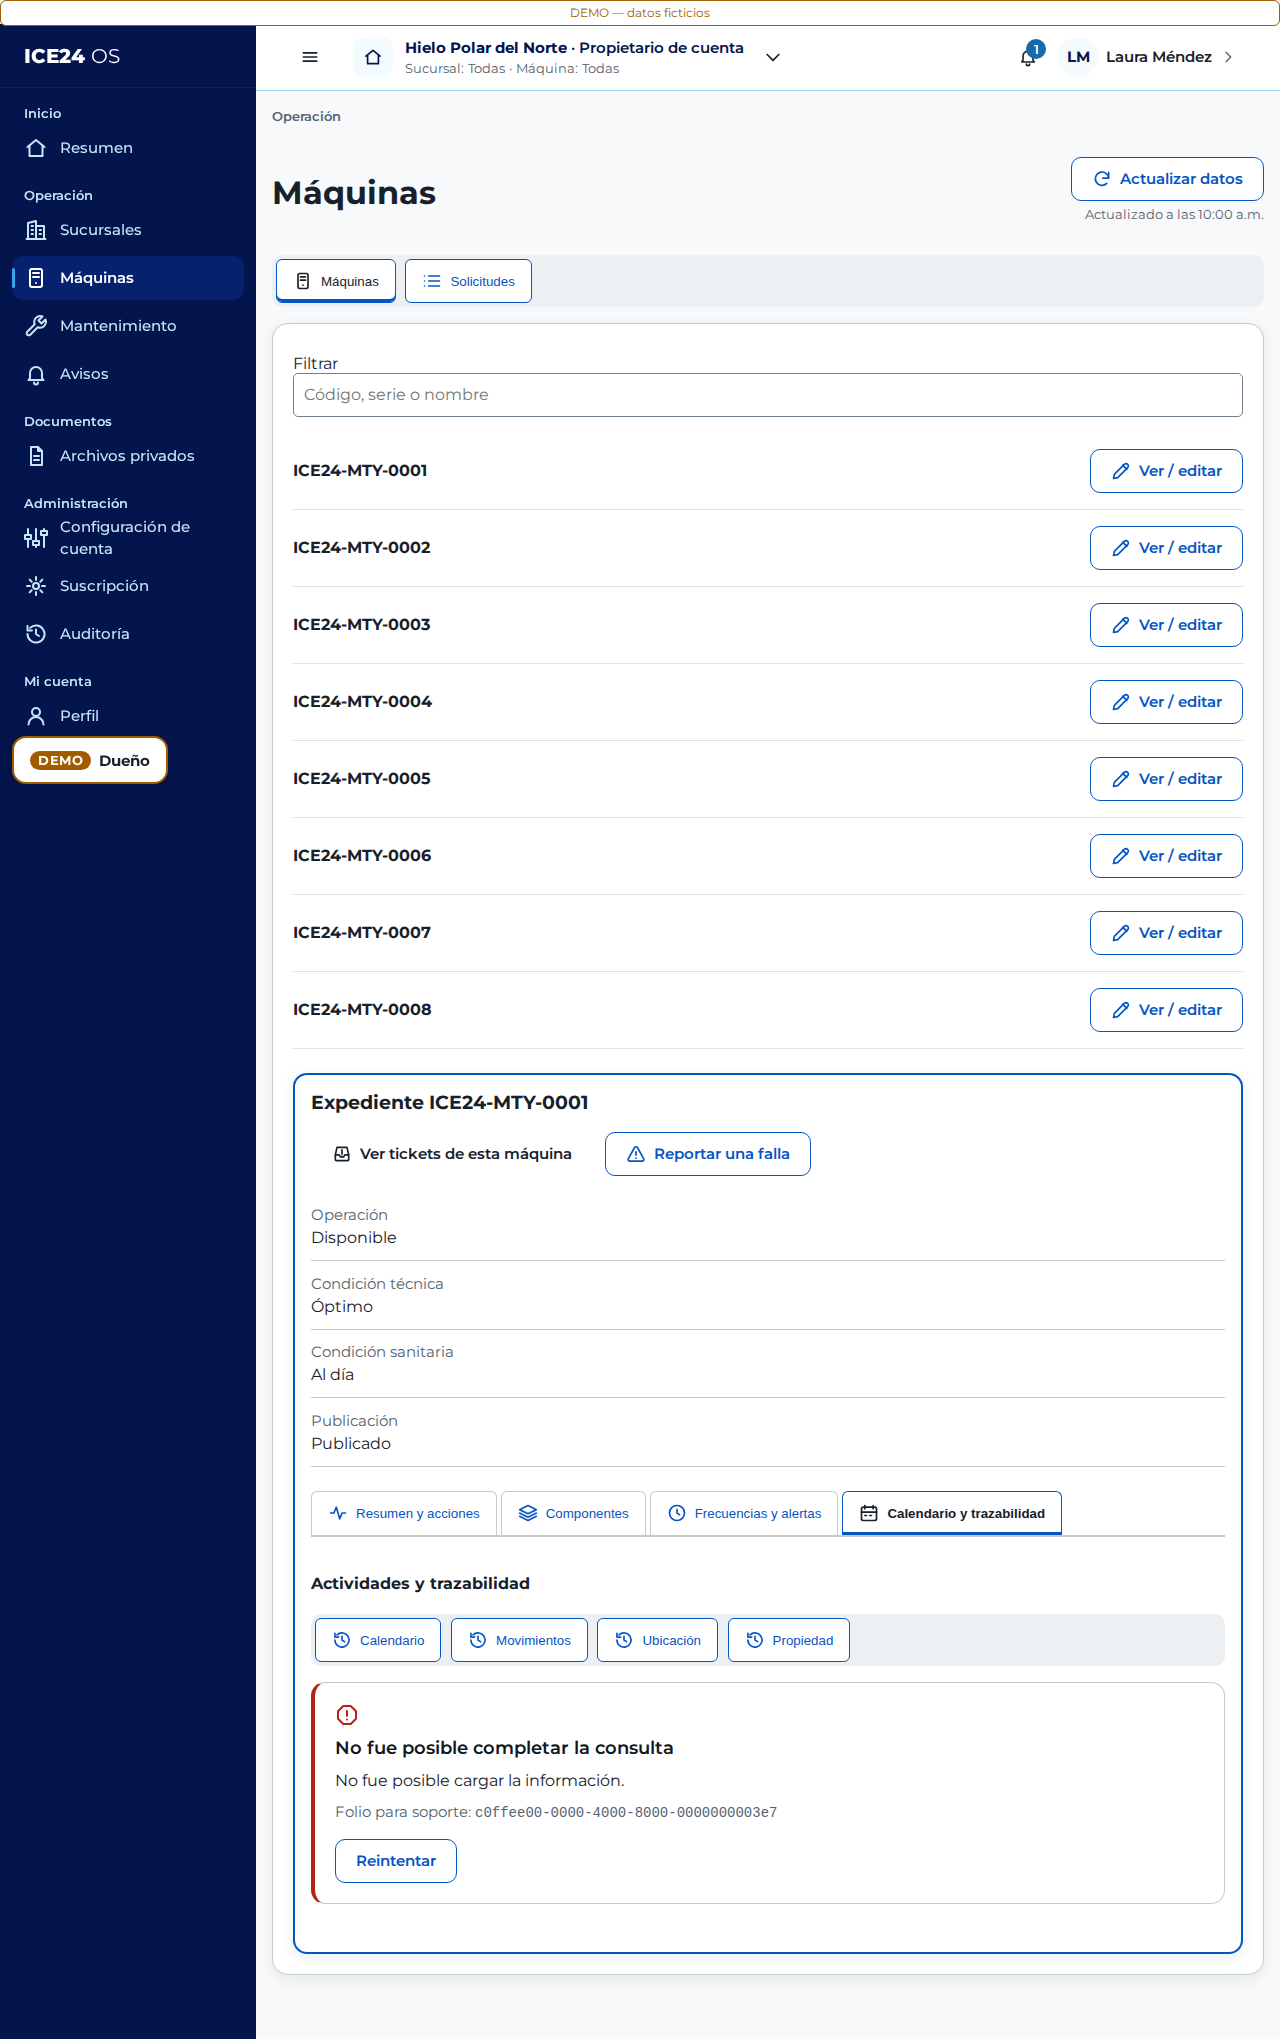 DEMO — datos ficticios
ICE24 OS
Inicio
Resumen
Operación
Sucursales
Máquinas
Mantenimiento
Avisos
Documentos
Archivos privados
Administración
Configuración de
cuenta
Suscripción
Auditoría
Mi cuenta
Perfil
DEMO Dueño
Hielo Polar del Norte · Propietario de cuenta
Sucursal: Todas · Máquina: Todas
1
LM Laura Méndez
Operación
Máquinas
Actualizar datos
Actualizado a las 10:00 a.m.
Máquinas Solicitudes
Filtrar
Código, serie o nombre
ICE24-MTY-0001 Ver / editar
ICE24-MTY-0002 Ver / editar
ICE24-MTY-0003 Ver / editar
ICE24-MTY-0004 Ver / editar
ICE24-MTY-0005 Ver / editar
ICE24-MTY-0006 Ver / editar
ICE24-MTY-0007 Ver / editar
ICE24-MTY-0008 Ver / editar
Expediente ICE24-MTY-0001
Ver tickets de esta máquina Reportar una falla
Operación
Disponible
Condición técnica
Óptimo
Condición sanitaria
Al día
Publicación
Publicado
Resumen y acciones Componentes Frecuencias y alertas Calendario y trazabilidad
Actividades y trazabilidad
Calendario Movimientos Ubicación Propiedad
No fue posible completar la consulta
No fue posible cargar la información.
Folio para soporte: c0ffee00-0000-4000-8000-0000000003e7
Reintentar